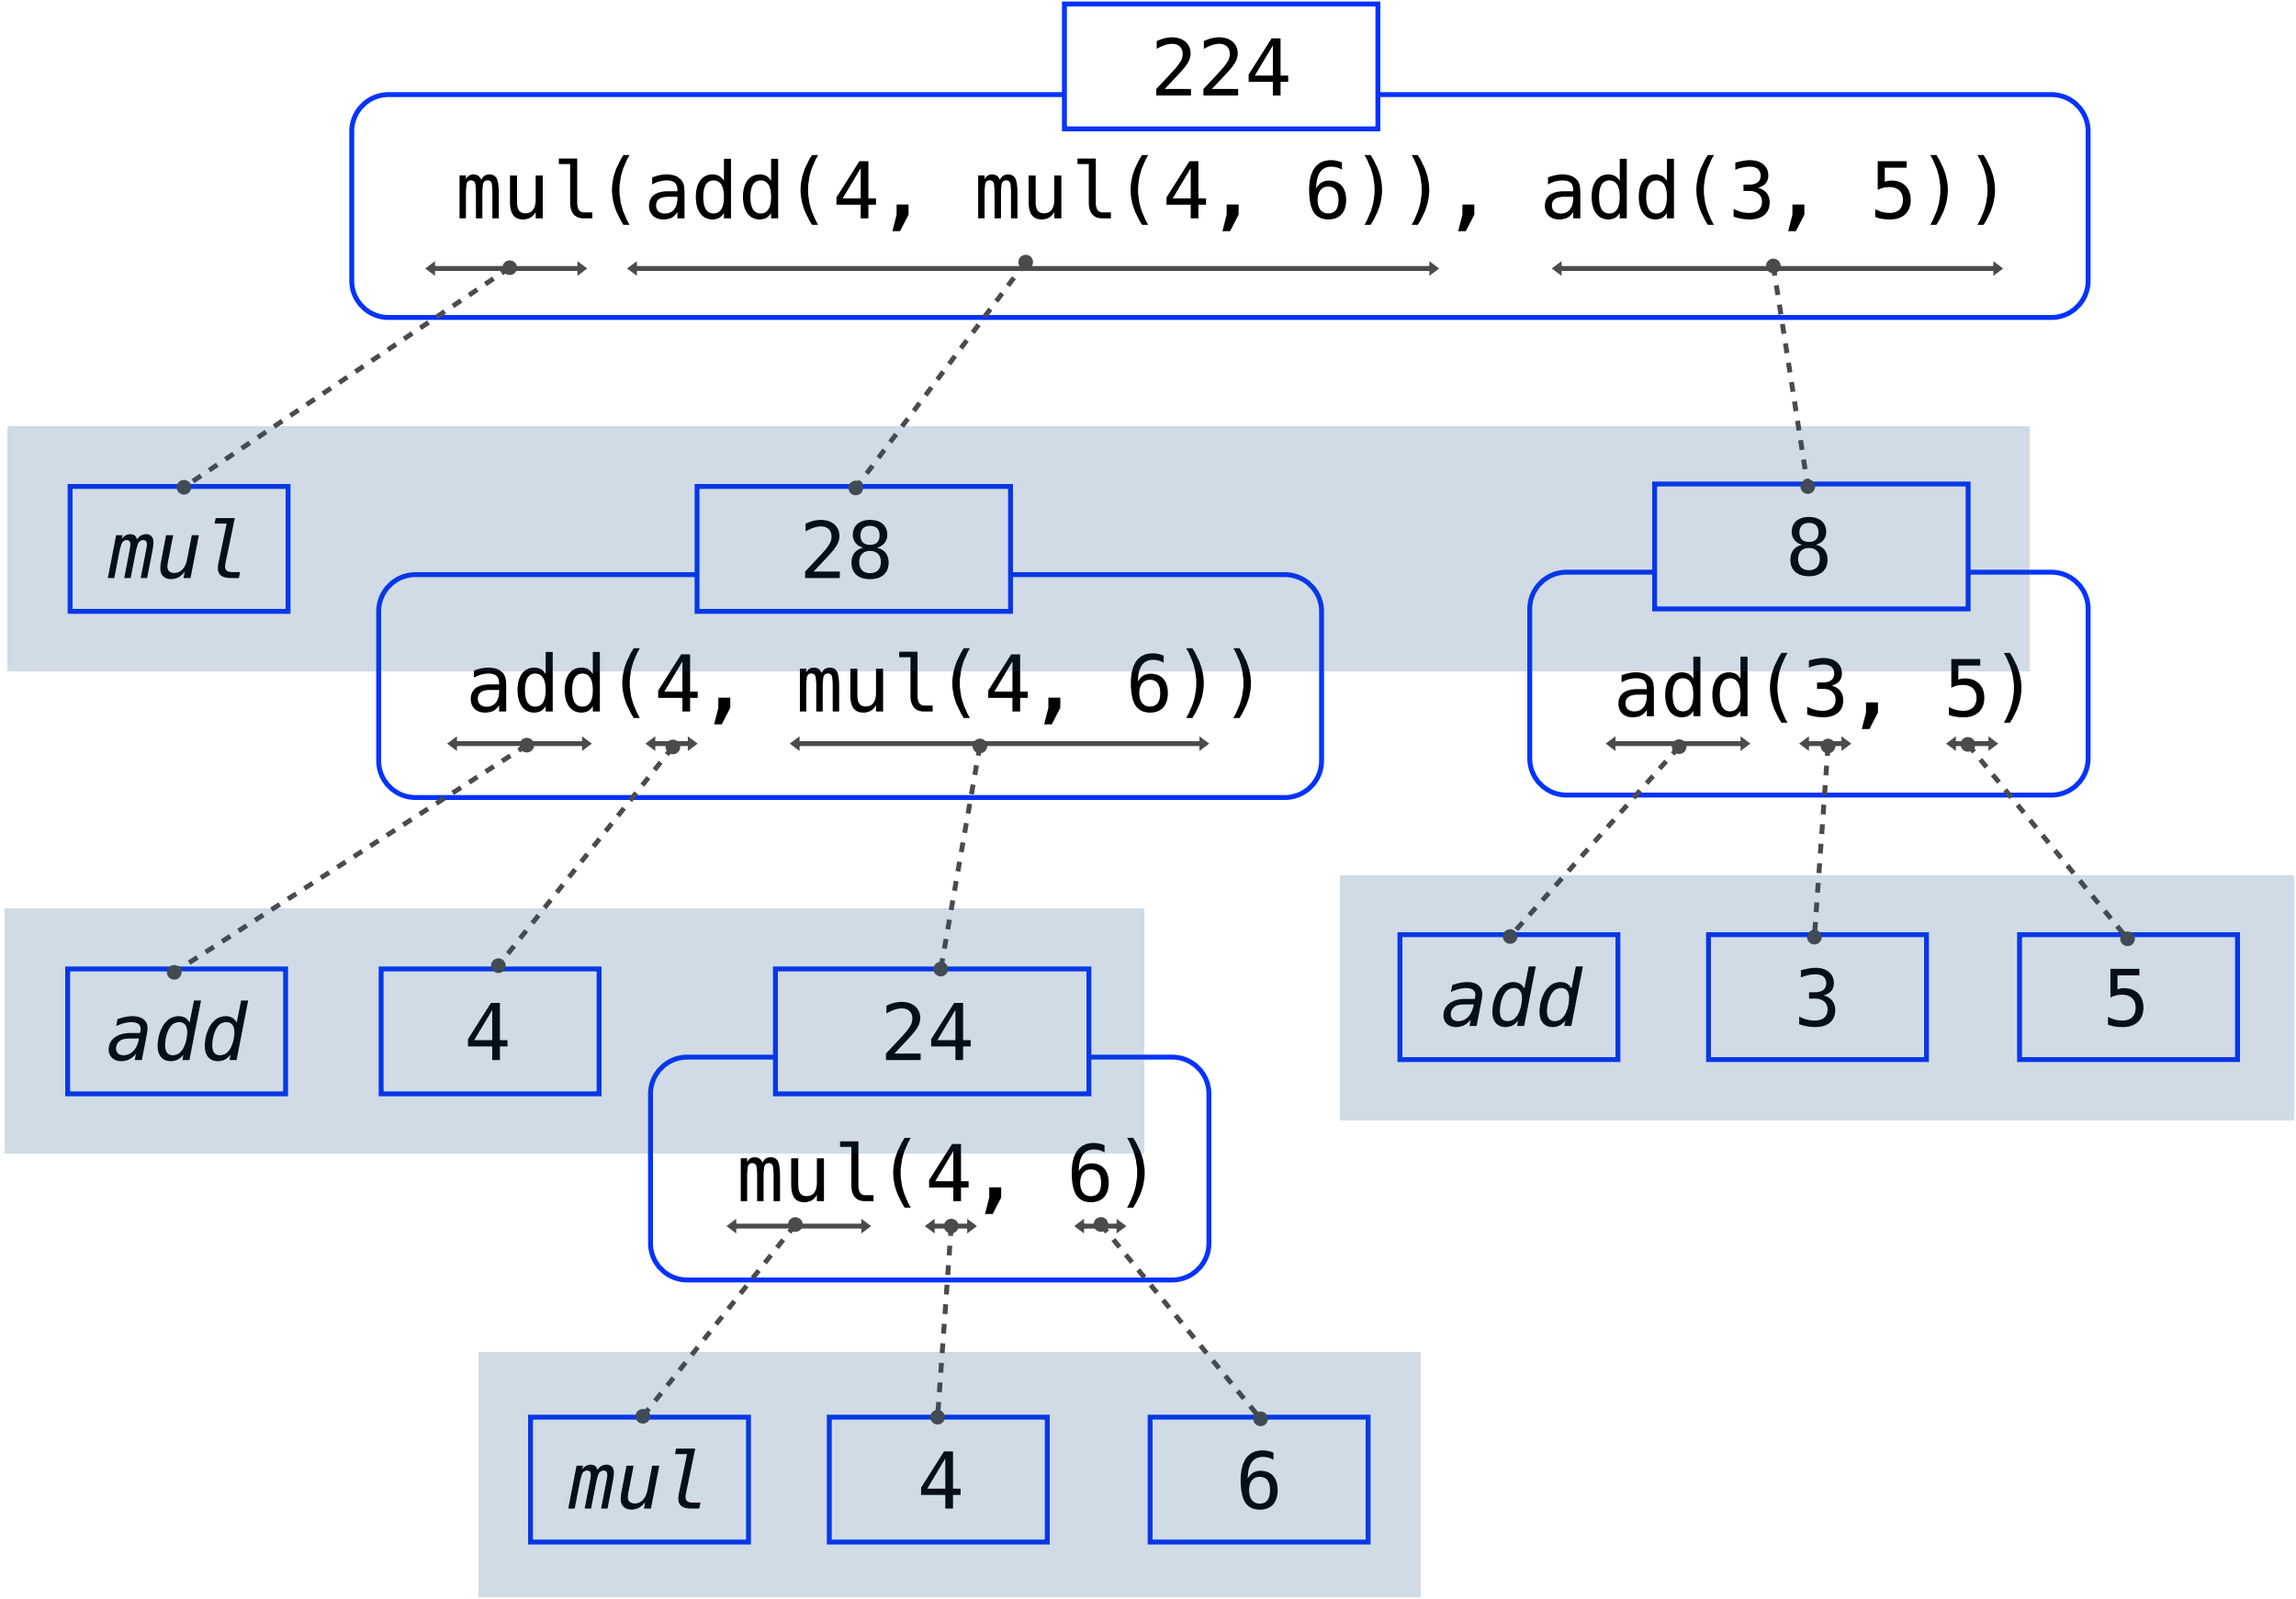 224
mul(add(4, mul(4, 6)), add(3, 5))
mul
28
8
add(4, mul(4, 6))
add(3, 5)
add
4
24
add
3
5
mul(4, 6)
mul
4
6